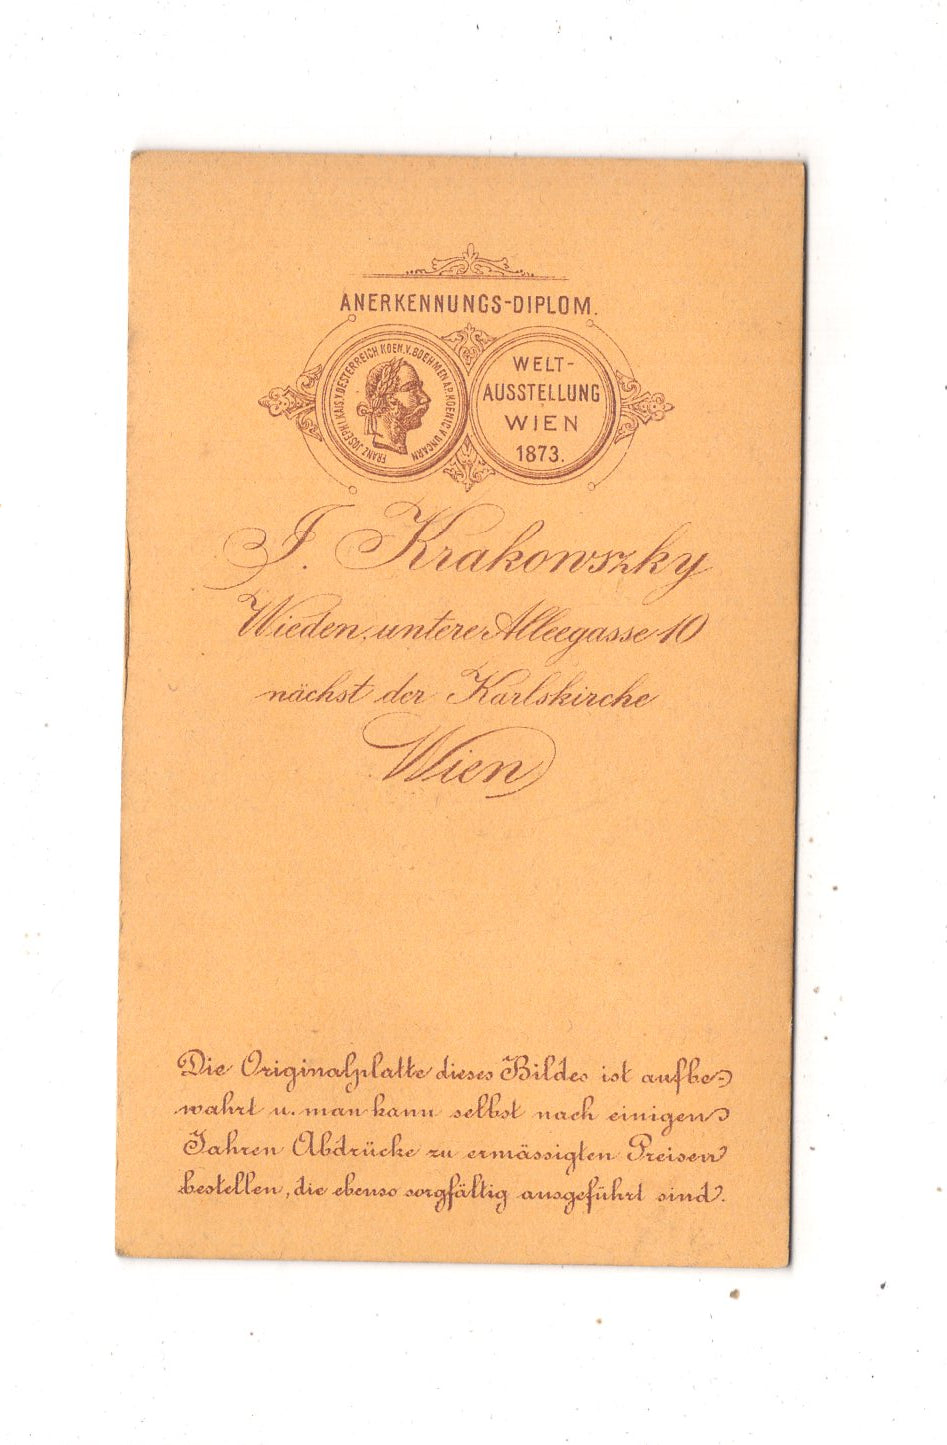 ANERKENNUNGS-DIPLOM.
FRANZ JOSEPH I. KAIS. V. OESTERREICH KOEN. V. BOEHMEN AP. KOENIG V. UNGARN
WELT-
AUSSTELLUNG
WIEN
1873.
J. Krakowszky
Wieden, untere Alleegasse 10
nächst der Karlskirche
Wien
Die Originalplatte dieses Bildes ist aufbe-
wahrt u. man kann selbst nach einigen
Jahren Abdrücke zu ermässigten Preisen
bestellen, die ebenso sorgfältig ausgeführt sind.